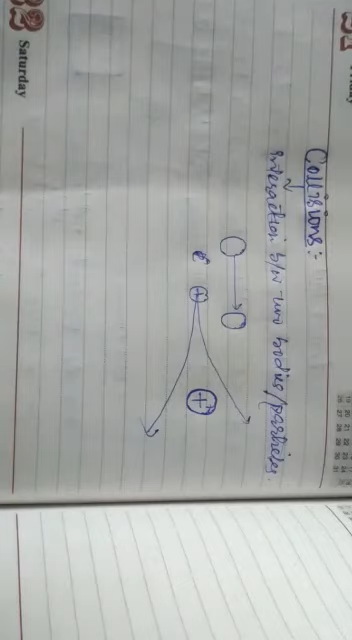 Saturday
Collisions:-
interaction b/w two bodies/particles.
e
+
+